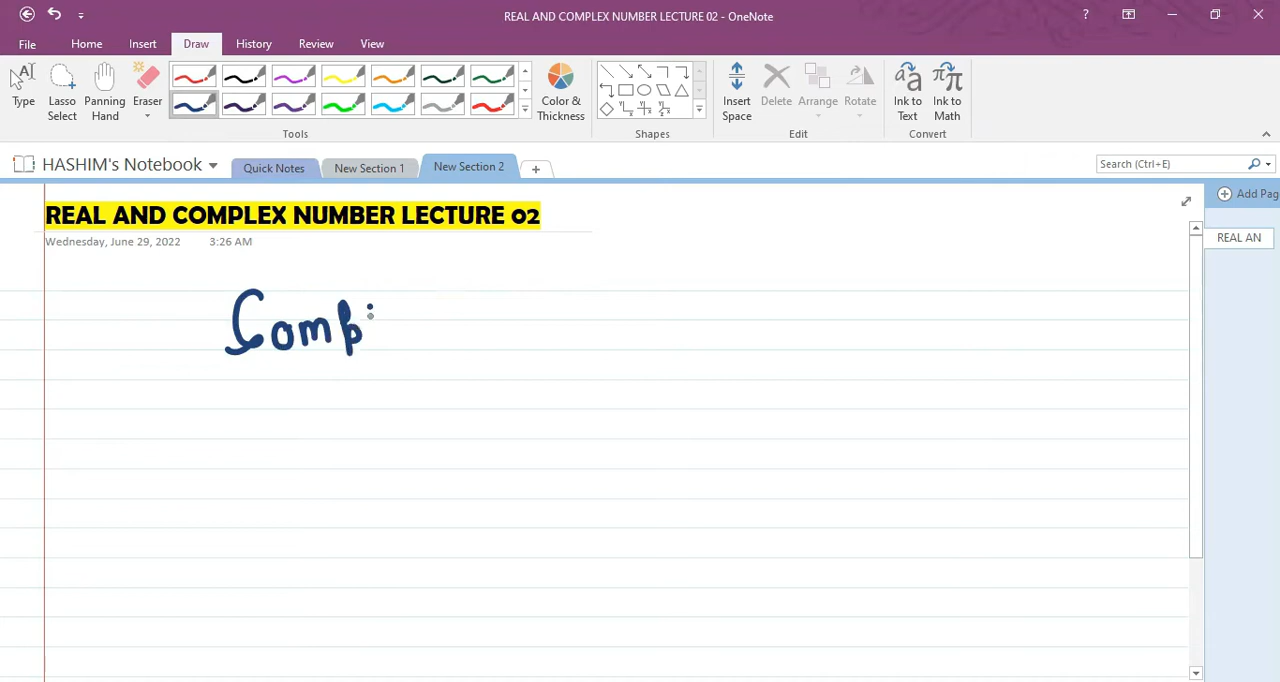 REAL AND COMPLEX NUMBER LECTURE 02 - OneNote
?
File Home Insert Draw History Review View
Type Lasso Select Panning Hand Eraser Color & Thickness Insert Space Delete Arrange Rotate Ink to Text Ink to Math
Tools Shapes Edit Convert
HASHIM's Notebook Quick Notes New Section 1 New Section 2 Search (Ctrl+E)
Add Pag
REAL AND COMPLEX NUMBER LECTURE 02
REAL AN
Wednesday, June 29, 2022 3:26 AM
Comp